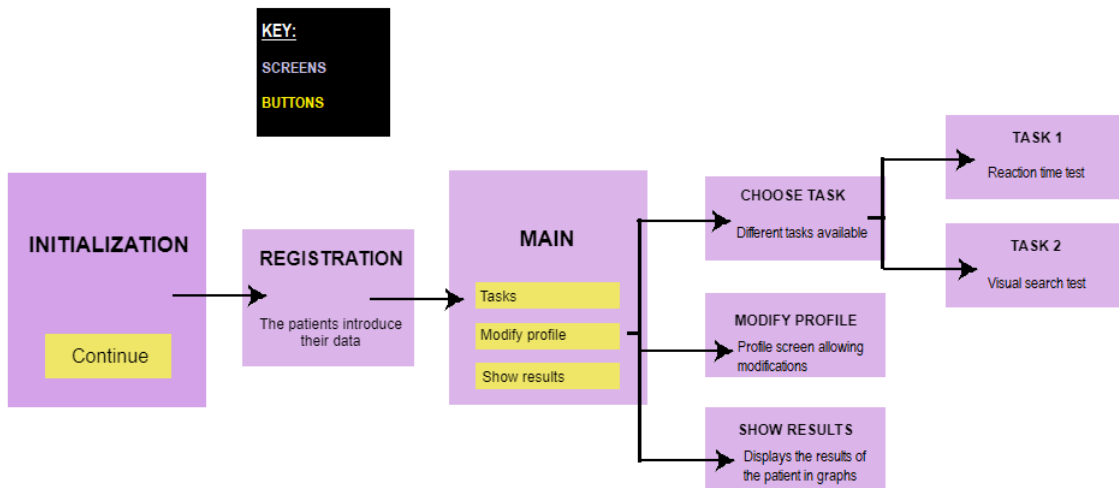 KEY:
SCREENS
BUTTONS
INITIALIZATION
Continue
REGISTRATION
The patients introduce
their data
MAIN
Tasks
Modify profile
Show results
CHOOSE TASK
Different tasks available
TASK 1
Reaction time test
TASK 2
Visual search test
MODIFY PROFILE
Profile screen allowing
modifications
SHOW RESULTS
Displays the results of
the patient in graphs